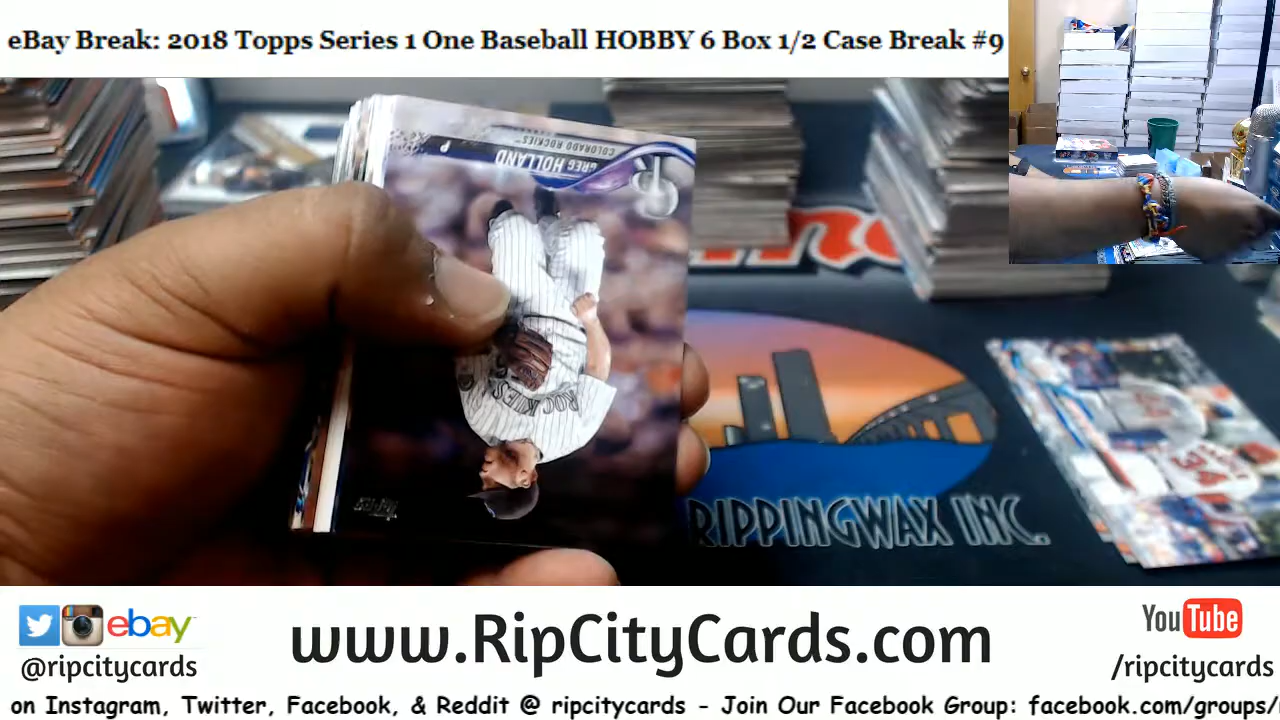 eBay Break: 2018 Topps Series 1 One Baseball HOBBY 6 Box 1/2 Case Break #9
GREG HOLLAND P
COLORADO ROCKIES
ROCKIES
34
RIPPINGWAX INC.
ebay
@ripcitycards
www.RipCityCards.com
YouTube
/ripcitycards
on Instagram, Twitter, Facebook, & Reddit @ ripcitycards - Join Our Facebook Group: facebook.com/groups/